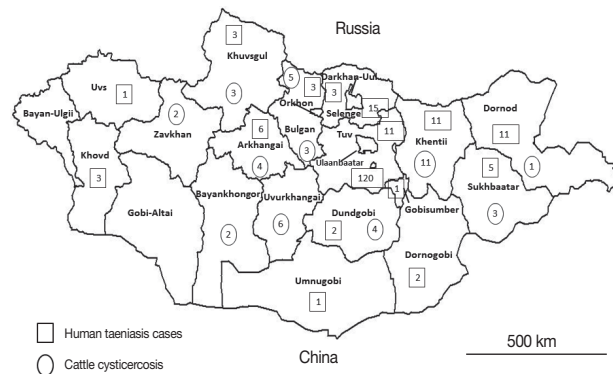 Russia
3
Khuvsgul
Uvs
1
Bayan-Ulgii
2
Zavkhan
3
5
Orkhon
3
Darkhan-Uul
3
Selenge
15
Dornod
11
Khovd
3
6
Arkhangai
4
Bulgan
3
Tuv
11
Ulaanbaatar
120
11
Khentii
11
1
5
Sukhbaatar
3
Gobi-Altai
Bayankhongor
2
Uvurkhangai
6
Dundgobi
2
4
1
Gobisumber
Dornogobi
2
Umnugobi
1
Human taeniasis cases
Cattle cysticercosis
China
500 km